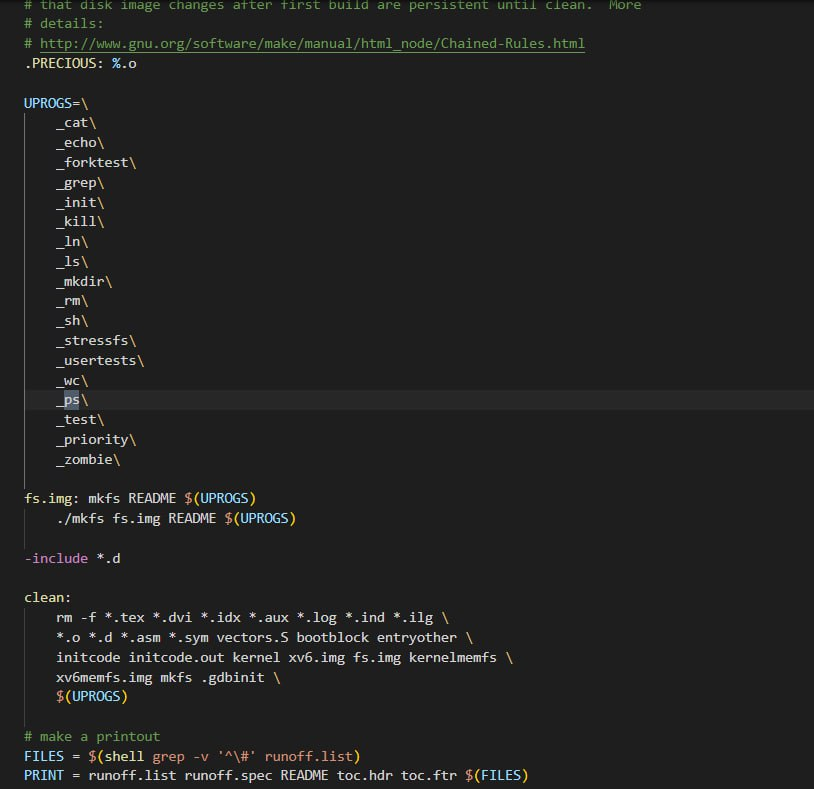 # that disk image changes after first build are persistent until clean.  More
# details:
# http://www.gnu.org/software/make/manual/html_node/Chained-Rules.html
.PRECIOUS: %.o
UPROGS=\
_cat\
_echo\
_forktest\
_grep\
_init\
_kill\
_ln\
_ls\
_mkdir\
_rm\
_sh\
_stressfs\
_usertests\
_wc\
_ps\
_test\
_priority\
_zombie\
fs.img: mkfs README $(UPROGS)
./mkfs fs.img README $(UPROGS)
-include *.d
clean:
rm -f *.tex *.dvi *.idx *.aux *.log *.ind *.ilg \
*.o *.d *.asm *.sym vectors.S bootblock entryother \
initcode initcode.out kernel xv6.img fs.img kernelmemfs \
xv6memfs.img mkfs .gdbinit \
$(UPROGS)
# make a printout
FILES = $(shell grep -v '^\#' runoff.list)
PRINT = runoff.list runoff.spec README toc.hdr toc.ftr $(FILES)